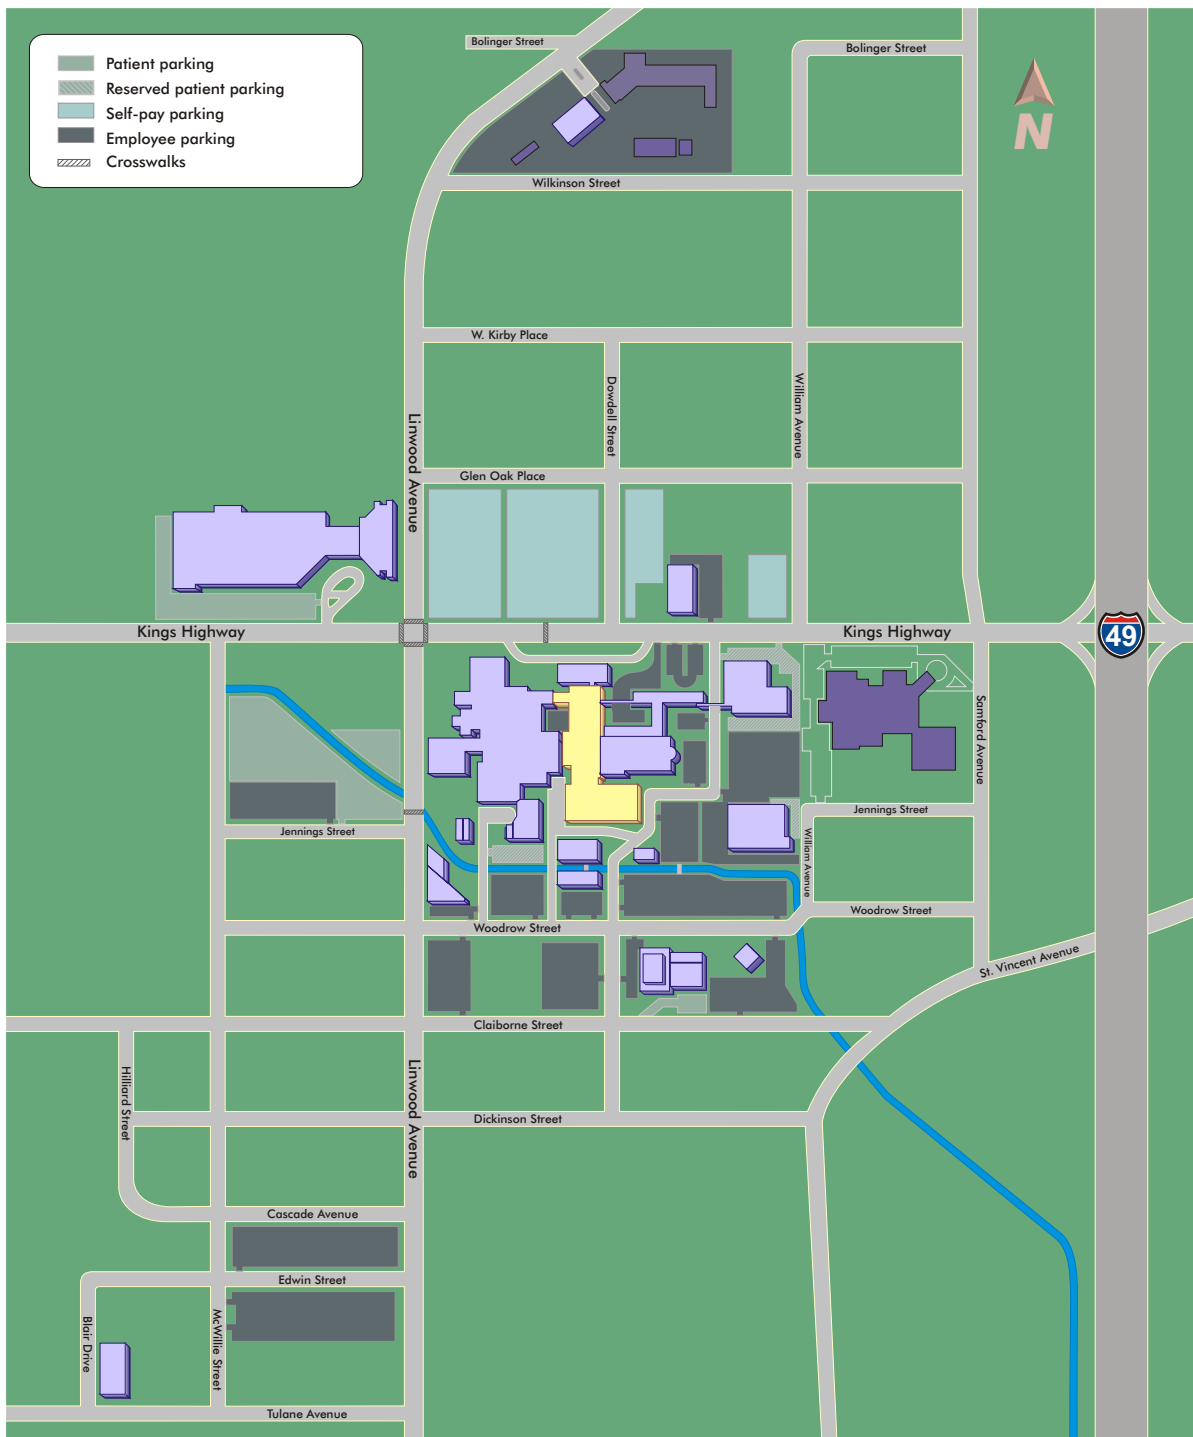 Bolinger Street
Bolinger Street
Patient parking
Reserved patient parking
Self-pay parking
Employee parking
Crosswalks
N
Wilkinson Street
W. Kirby Place
Dowdell Street
William Avenue
Linwood Avenue
Glen Oak Place
Kings Highway
Kings Highway
49
Samford Avenue
Jennings Street
Jennings Street
William Avenue
Woodrow Street
Woodrow Street
St. Vincent Avenue
Claiborne Street
Hilliard Street
Linwood Avenue
Dickinson Street
Cascade Avenue
Edwin Street
Blair Drive
McWillie Street
Tulane Avenue